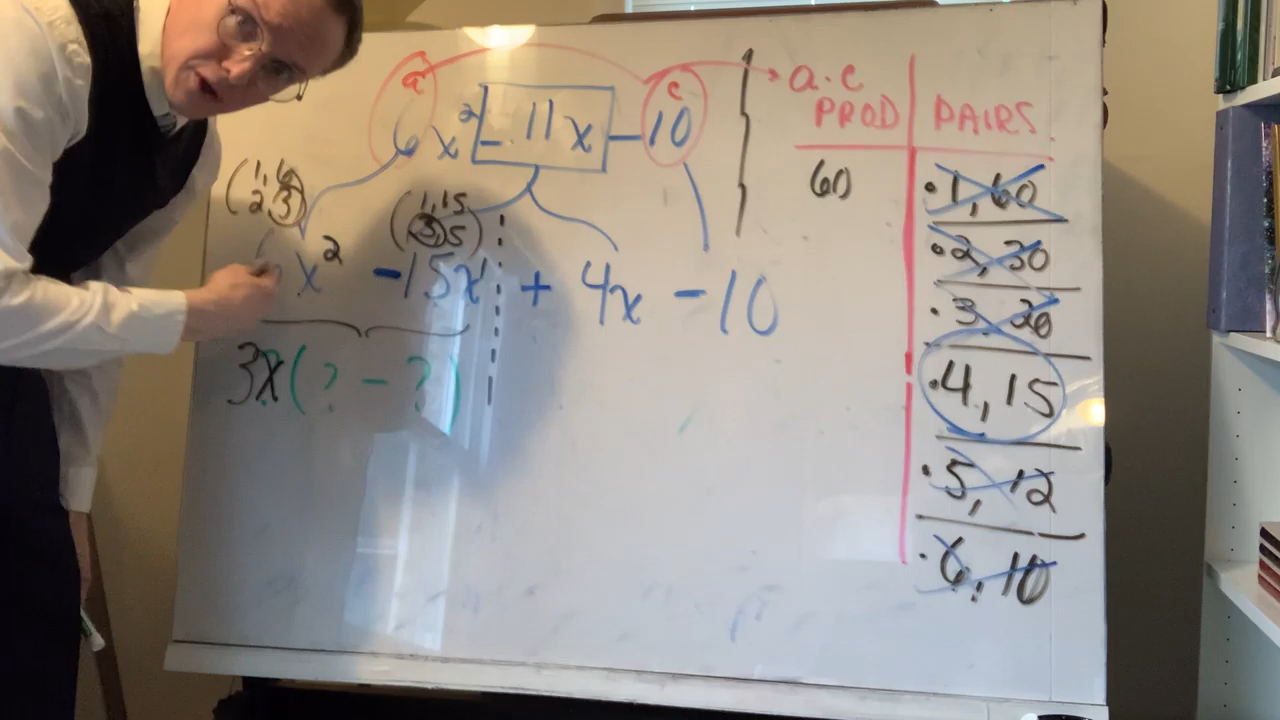 a c
6x² - 11x - 10
(1, 6
2, 3)
(1, 15
3, 5)
x² - 15x + 4x - 10
3x(? - ?)
a·c
PROD PAIRS
60
· 1, 60
· 2, 30
· 3, 20
· 4, 15
· 5, 12
· 6, 10